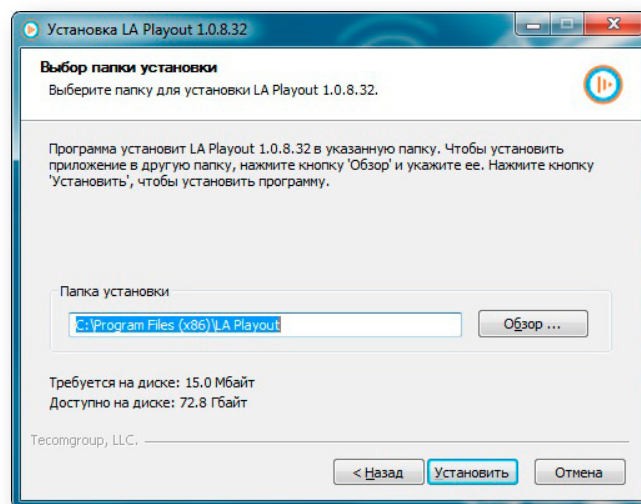 Установка LA Playout 1.0.8.32
Выбор папки установки
Выберите папку для установки LA Playout 1.0.8.32.
Программа установит LA Playout 1.0.8.32 в указанную папку. Чтобы установить
приложение в другую папку, нажмите кнопку 'Обзор' и укажите ее. Нажмите кнопку
'Установить', чтобы установить программу.
Папка установки
C:\Program Files (x86)\LA Playout
Обзор ...
Требуется на диске: 15.0 Мбайт
Доступно на диске: 72.8 Гбайт
Tecomgroup, LLC.
< Назад Установить Отмена